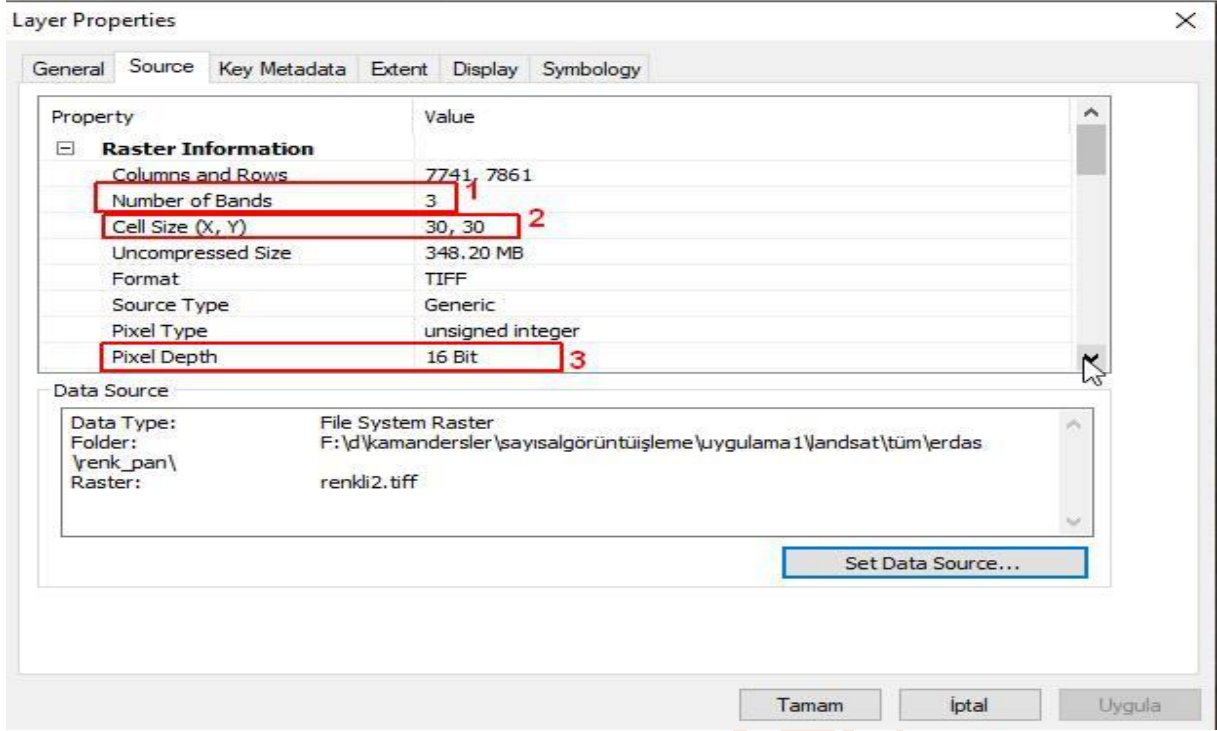 Layer Properties
General Source Key Metadata Extent Display Symbology
Property Value
Raster Information
Columns and Rows 7741, 7861
Number of Bands 3 1
Cell Size (X, Y) 30, 30 2
Uncompressed Size 348.20 MB
Format TIFF
Source Type Generic
Pixel Type unsigned integer
Pixel Depth 16 Bit 3
Data Source
Data Type: File System Raster
Folder: F:\d\kamandersler\sayısalgörüntüişleme\uygulama1\landsat\tüm\erdas
\renk_pan\
Raster: renkli2.tiff
Set Data Source...
Tamam İptal Uygula